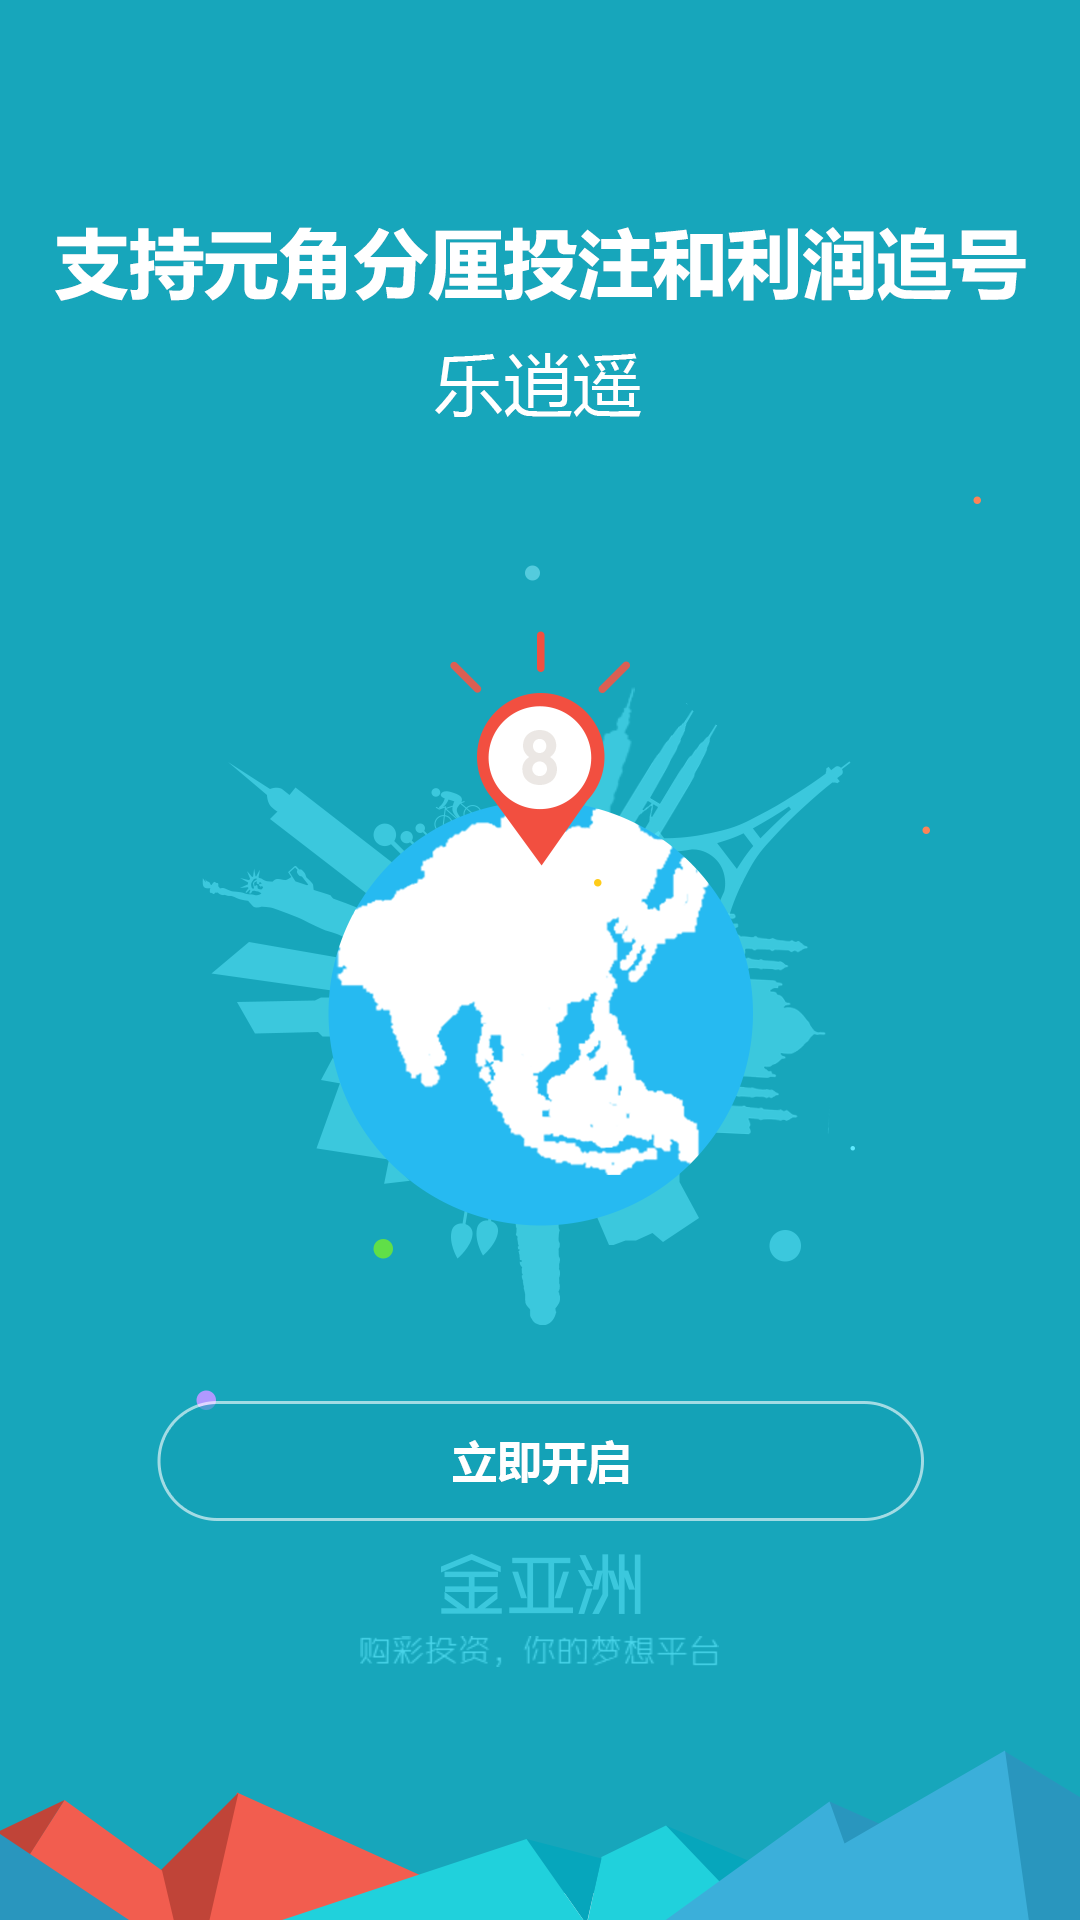 支持元角分厘投注和利润追号
乐逍遥
8
立即开启
金亚洲
购彩投资，你的梦想平台